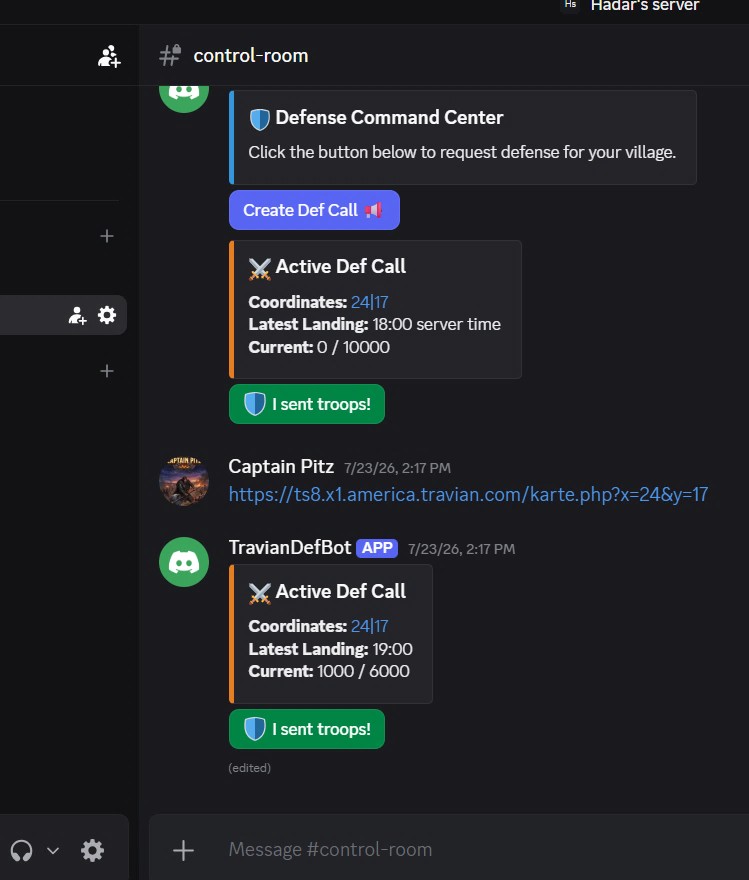 Hs Hadar's server
control-room
Defense Command Center
Click the button below to request defense for your village.
Create Def Call
Active Def Call
Coordinates: 24|17
Latest Landing: 18:00 server time
Current: 0 / 10000
I sent troops!
CAPTAIN PITZ
Captain Pitz 7/23/26, 2:17 PM
https://ts8.x1.america.travian.com/karte.php?x=24&y=17
TravianDefBot APP 7/23/26, 2:17 PM
Active Def Call
Coordinates: 24|17
Latest Landing: 19:00
Current: 1000 / 6000
I sent troops!
(edited)
Message #control-room